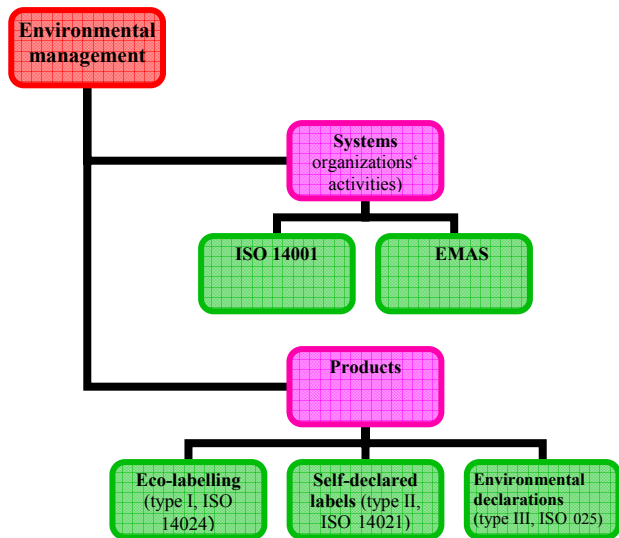 Environmental
management
Systems
organizations‘
activities)
ISO 14001
EMAS
Products
Eco-labelling
(type I, ISO
14024)
Self-declared
labels (type II,
ISO 14021)
Environmental
declarations
(type III, ISO 025)